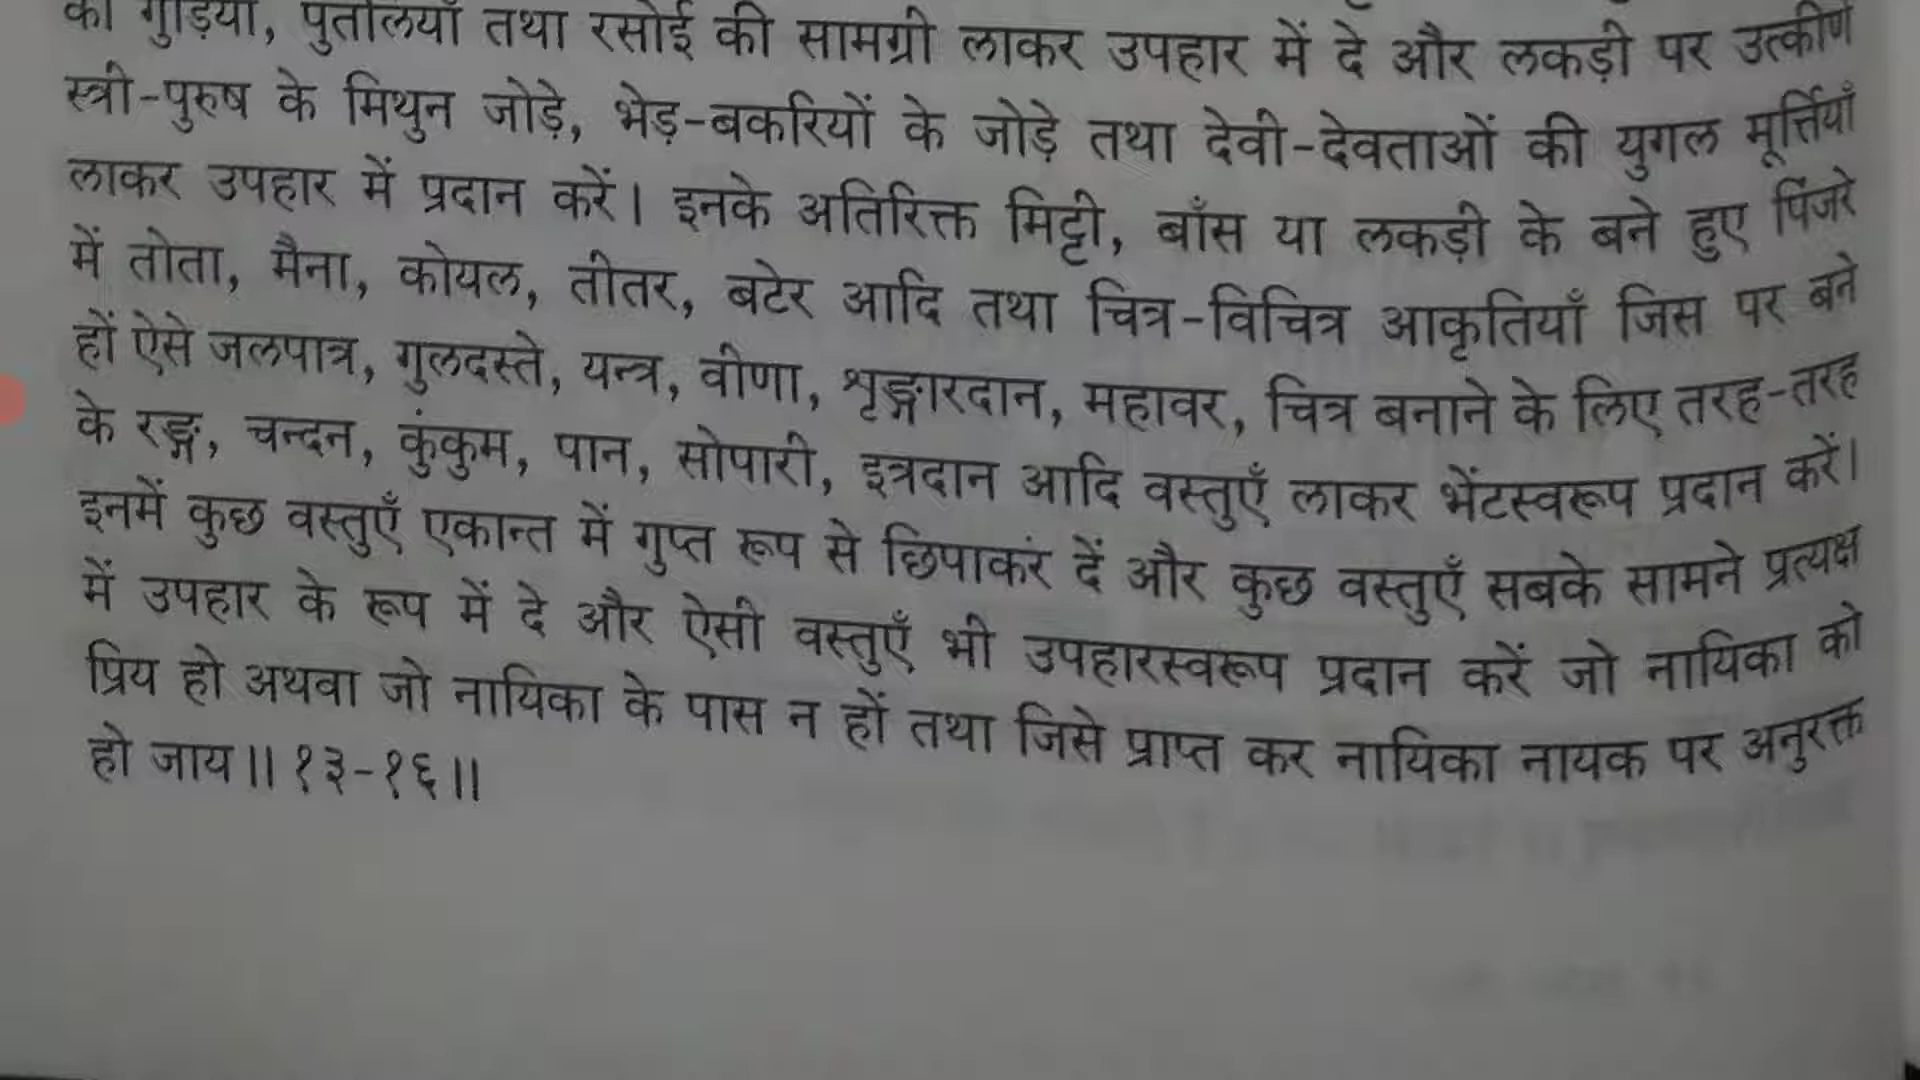 की गुड़ियाँ, पुतलियाँ तथा रसोई की सामग्री लाकर उपहार में दे और लकड़ी पर उत्कीर्ण
स्त्री-पुरुष के मिथुन जोड़े, भेड़-बकरियों के जोड़े तथा देवी-देवताओं की युगल मूर्त्तियाँ
लाकर उपहार में प्रदान करें। इनके अतिरिक्त मिट्टी, बाँस या लकड़ी के बने हुए पिंजरे
में तोता, मैना, कोयल, तीतर, बटेर आदि तथा चित्र-विचित्र आकृतियाँ जिस पर बने
हों ऐसे जलपात्र, गुलदस्ते, यन्त्र, वीणा, शृङ्गारदान, महावर, चित्र बनाने के लिए तरह-तरह
के रङ्ग, चन्दन, कुंकुम, पान, सोपारी, इत्रदान आदि वस्तुएँ लाकर भेंटस्वरूप प्रदान करें।
इनमें कुछ वस्तुएँ एकान्त में गुप्त रूप से छिपाकर दें और कुछ वस्तुएँ सबके सामने प्रत्यक्ष
में उपहार के रूप में दे और ऐसी वस्तुएँ भी उपहारस्वरूप प्रदान करें जो नायिका को
प्रिय हो अथवा जो नायिका के पास न हों तथा जिसे प्राप्त कर नायिका नायक पर अनुरक्त
हो जाय॥ १३-१६॥